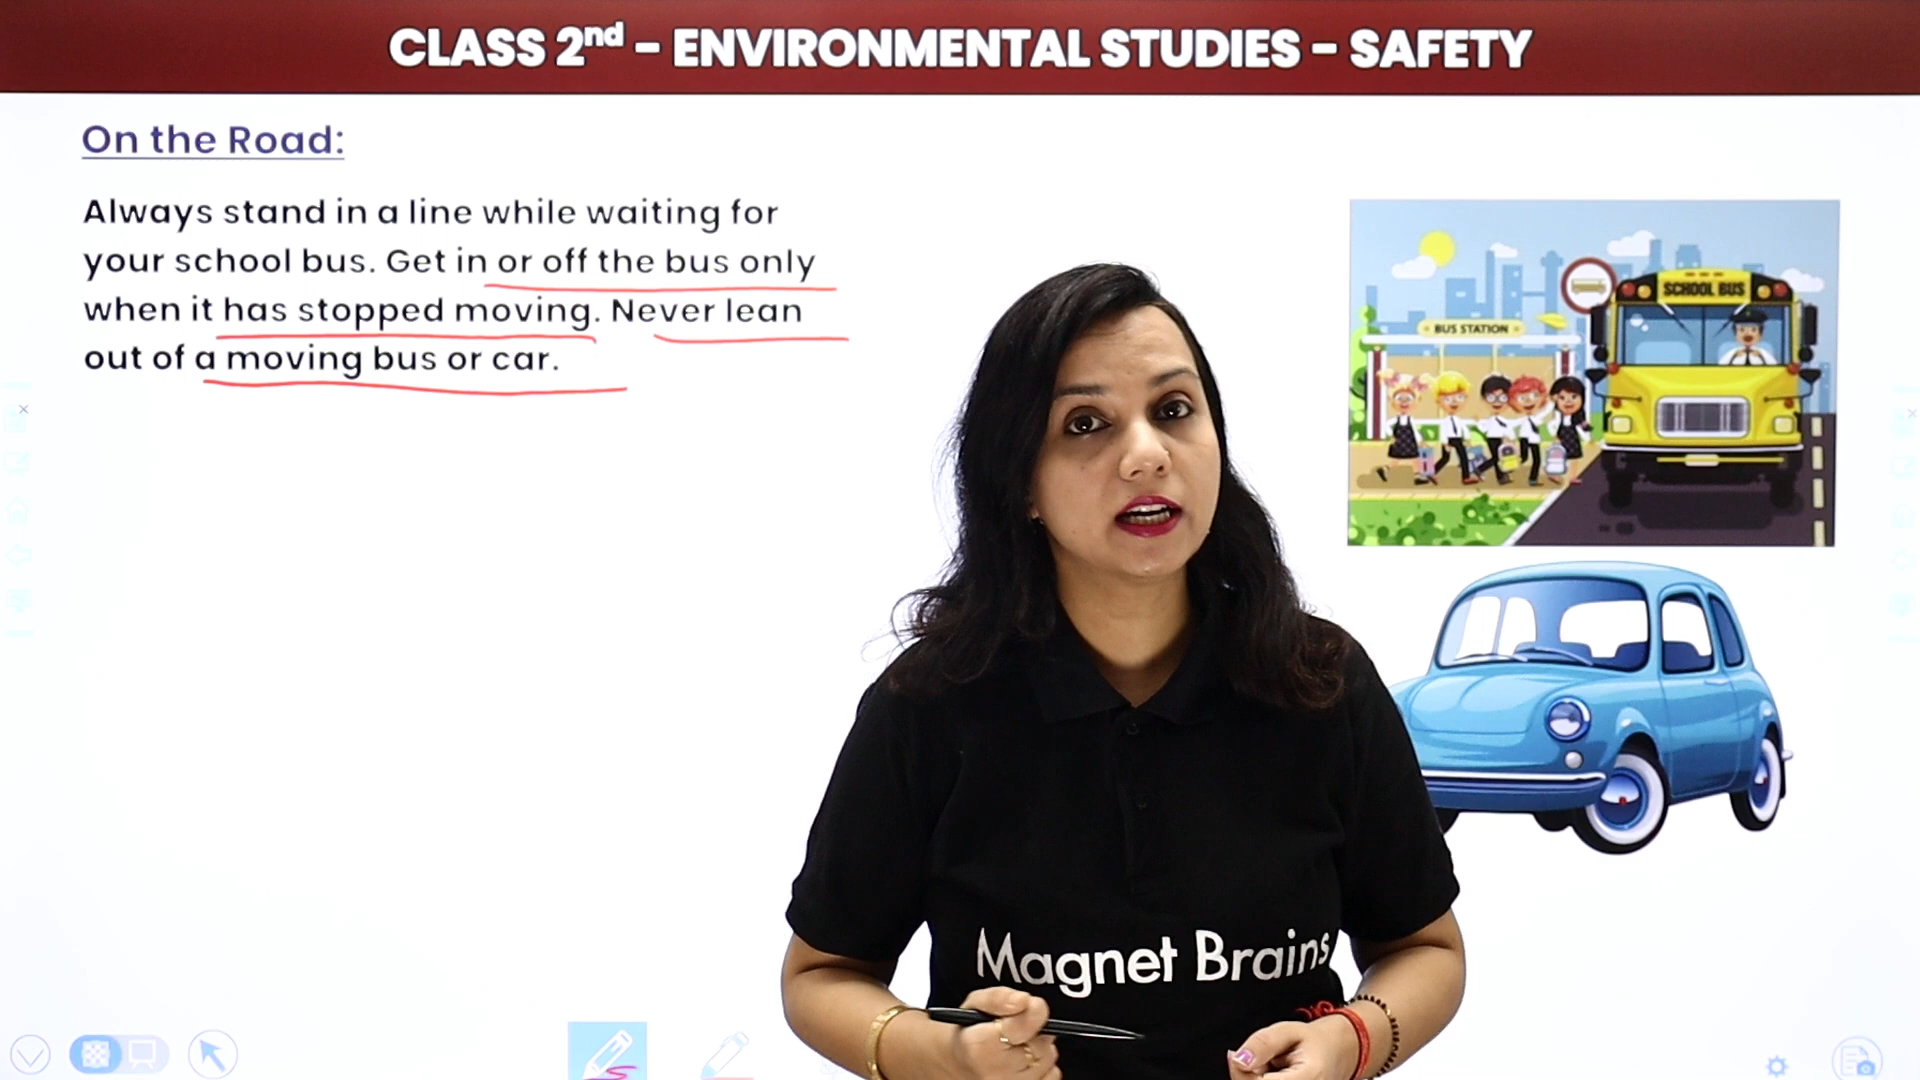 CLASS 2nd - ENVIRONMENTAL STUDIES - SAFETY
On the Road:
Always stand in a line while waiting for
your school bus. Get in or off the bus only
when it has stopped moving. Never lean
out of a moving bus or car.
SCHOOL BUS
BUS STATION
Magnet Brains